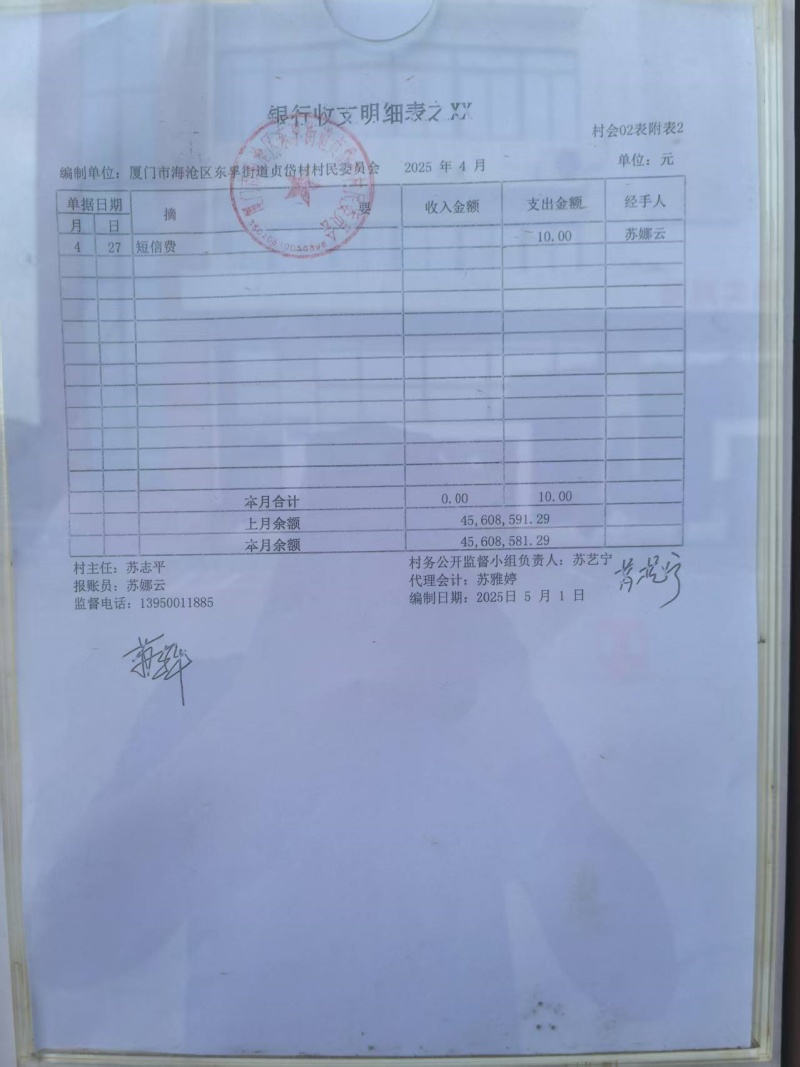 银行收支明细表之XX
村会02表附表2
编制单位：厦门市海沧区东孚街道贞岱村村民委员会 2025 年 4 月 单位：元
单据日期 摘 要 收入金额 支出金额 经手人
月 日
4 27 短信费 10.00 苏娜云
本月合计 0.00 10.00
上月余额 45,608,591.29
本月余额 45,608,581.29
村主任：苏志平 村务公开监督小组负责人：苏艺宁
报账员：苏娜云 代理会计：苏雅婷
监督电话：13950011885 编制日期：2025日 5 月 1 日